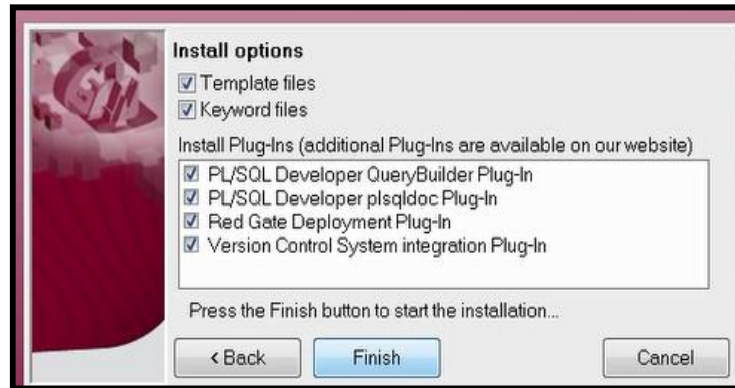 Install options
Template files
Keyword files
Install Plug-Ins (additional Plug-Ins are available on our website)
PL/SQL Developer QueryBuilder Plug-In
PL/SQL Developer plsqldoc Plug-In
Red Gate Deployment Plug-In
Version Control System integration Plug-In
Press the Finish button to start the installation...
< Back Finish Cancel